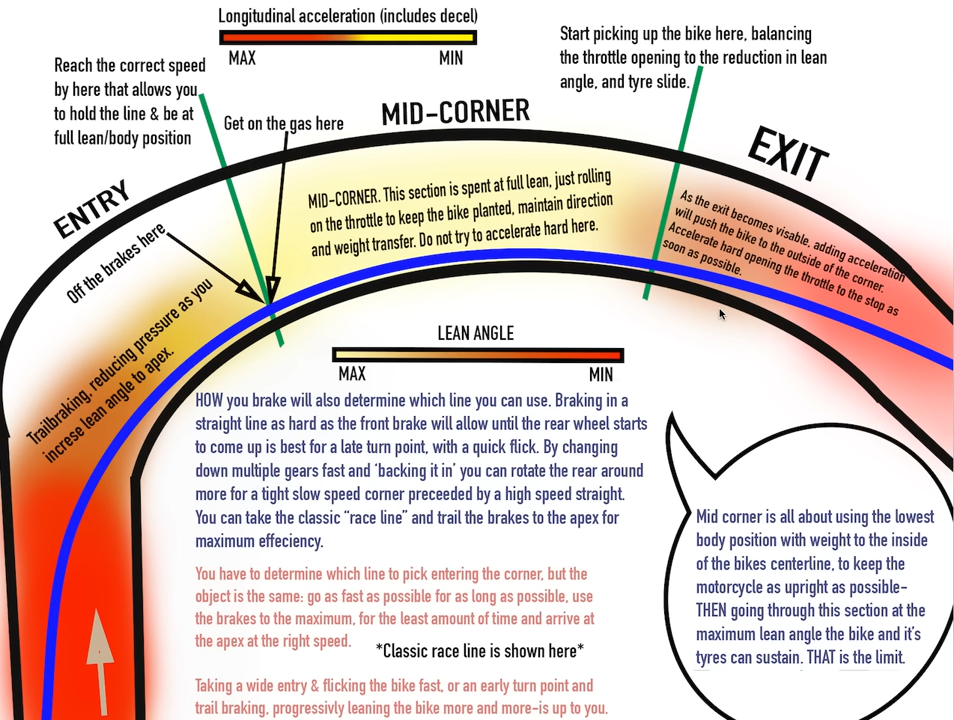 Longitudinal acceleration (includes decel)
MAX MIN
Start picking up the bike here, balancing
the throttle opening to the reduction in lean
angle, and tyre slide.
Reach the correct speed
by here that allows you
to hold the line & be at
full lean/body position
Get on the gas here
MID-CORNER
EXIT
ENTRY
Off the brakes here
MID-CORNER. This section is spent at full lean, just rolling
on the throttle to keep the bike planted, maintain direction
and weight transfer. Do not try to accelerate hard here.
As the exit becomes visable, adding acceleration
will push the bike to the outside of the corner.
Accelerate hard opening the throttle to the stop as
soon as possible.
Trailbraking, reducing pressure as you
increse lean angle to apex.
LEAN ANGLE
MAX MIN
HOW you brake will also determine which line you can use. Braking in a
straight line as hard as the front brake will allow until the rear wheel starts
to come up is best for a late turn point, with a quick flick. By changing
down multiple gears fast and ‘backing it in’ you can rotate the rear around
more for a tight slow speed corner preceeded by a high speed straight.
You can take the classic “race line” and trail the brakes to the apex for
maximum effeciency.
You have to determine which line to pick entering the corner, but the
object is the same: go as fast as possible for as long as possible, use
the brakes to the maximum, for the least amount of time and arrive at
the apex at the right speed.
*Classic race line is shown here*
Taking a wide entry & flicking the bike fast, or an early turn point and
trail braking, progressivly leaning the bike more and more-is up to you.
Mid corner is all about using the lowest
body position with weight to the inside
of the bikes centerline, to keep the
motorcycle as upright as possible-
THEN going through this section at the
maximum lean angle the bike and it’s
tyres can sustain. THAT is the limit.